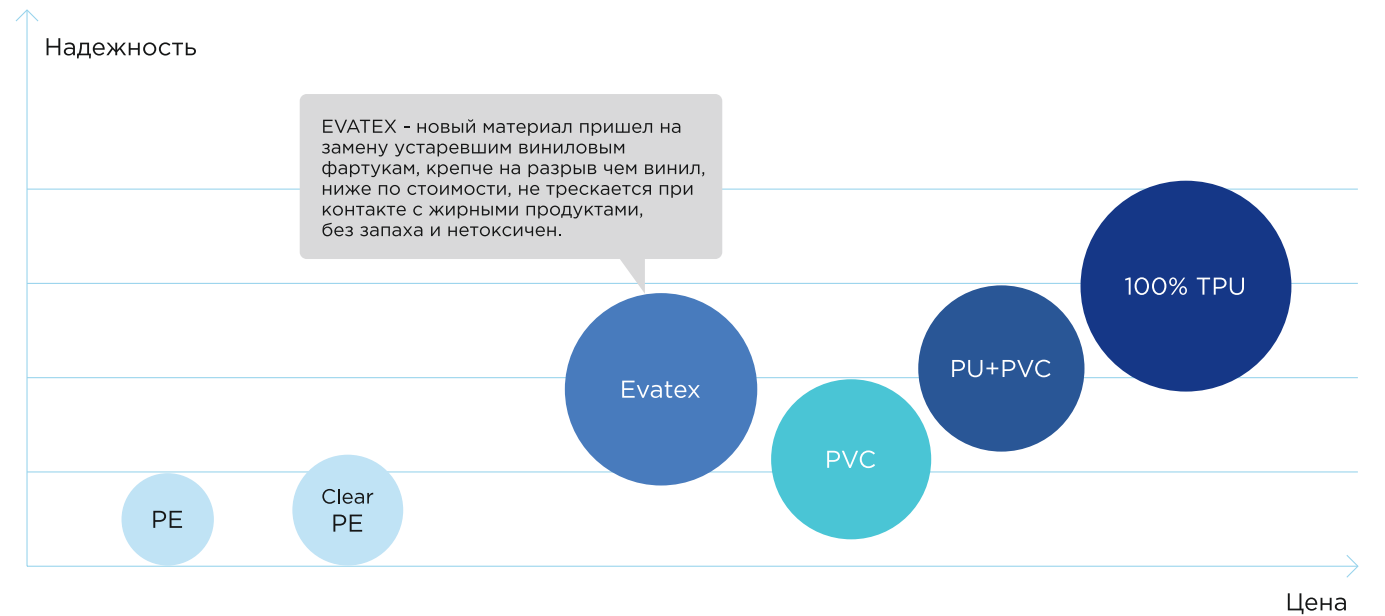 Надежность
EVATEX - новый материал пришел на
замену устаревшим виниловым
фартукам, крепче на разрыв чем винил,
ниже по стоимости, не трескается при
контакте с жирными продуктами,
без запаха и нетоксичен.
100% TPU
PU+PVC
Evatex
PVC
Clear
PE
PE
Цена